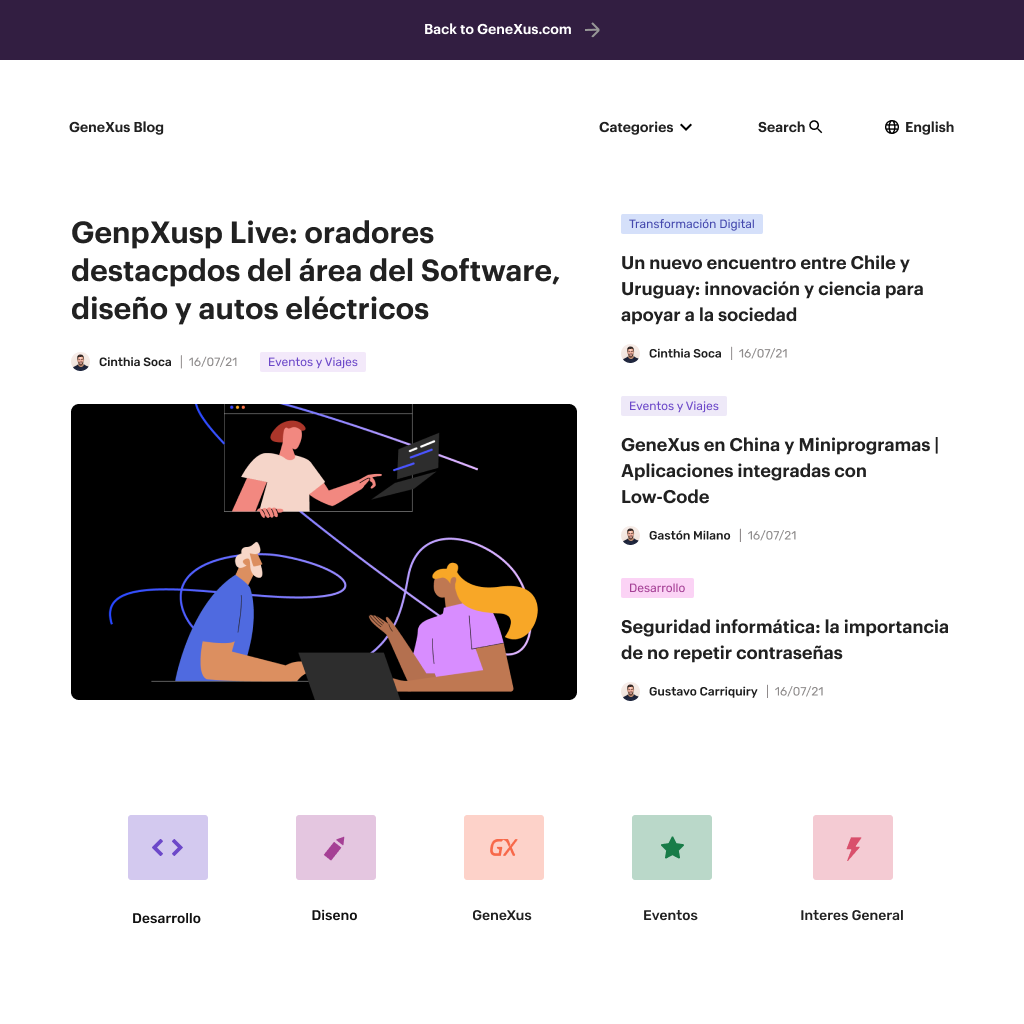 Back to GeneXus.com
GeneXus Blog
Categories
Search
English
GenpXusp Live: oradores
destacpdos del área del Software,
diseño y autos eléctricos
Cinthia Soca | 16/07/21
Eventos y Viajes
Transformación Digital
Un nuevo encuentro entre Chile y
Uruguay: innovación y ciencia para
apoyar a la sociedad
Cinthia Soca | 16/07/21
Eventos y Viajes
GeneXus en China y Miniprogramas |
Aplicaciones integradas con
Low-Code
Gastón Milano | 16/07/21
Desarrollo
Seguridad informática: la importancia
de no repetir contraseñas
Gustavo Carriquiry | 16/07/21
GX
Desarrollo
Diseno
GeneXus
Eventos
Interes General